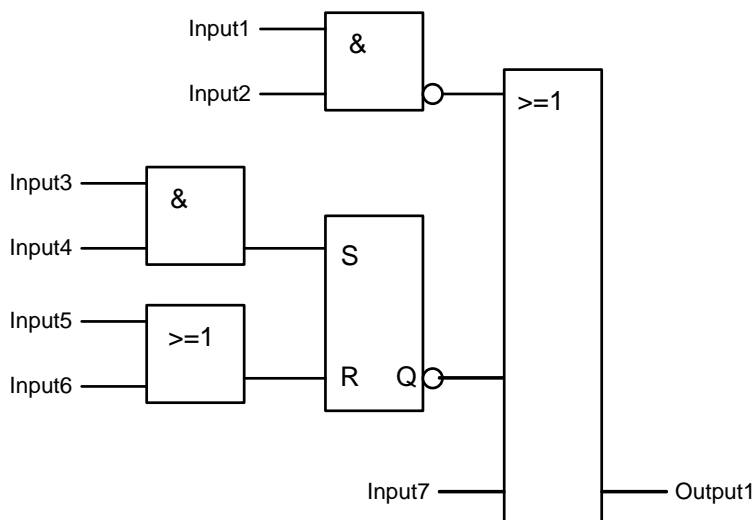 Input1
&
Input2
>=1
Input3
&
Input4
S
Input5
>=1
Input6
R Q
Input7
Output1